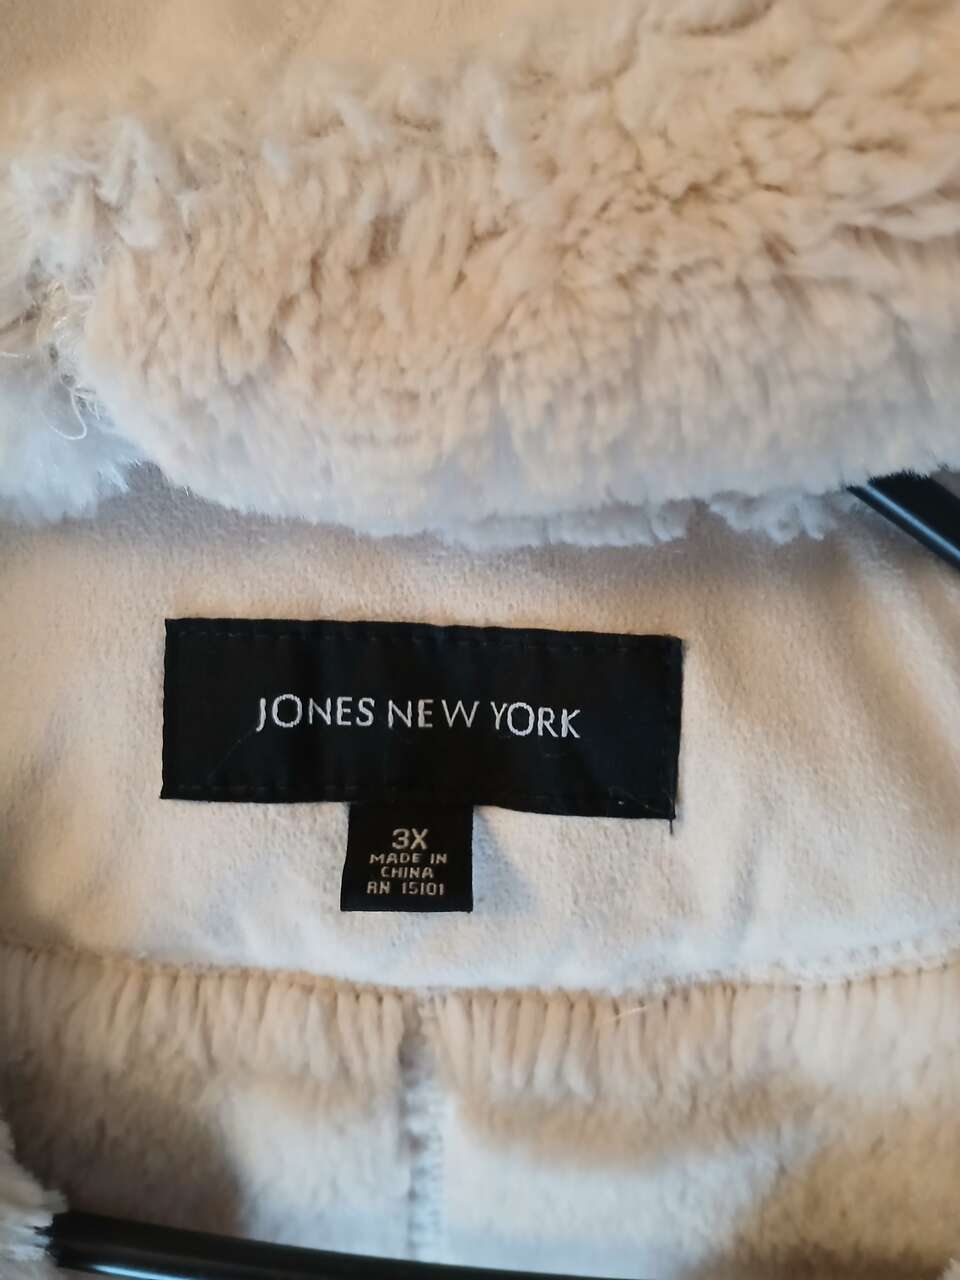 JONES NEW YORK
3X
MADE IN
CHINA
RN 15101